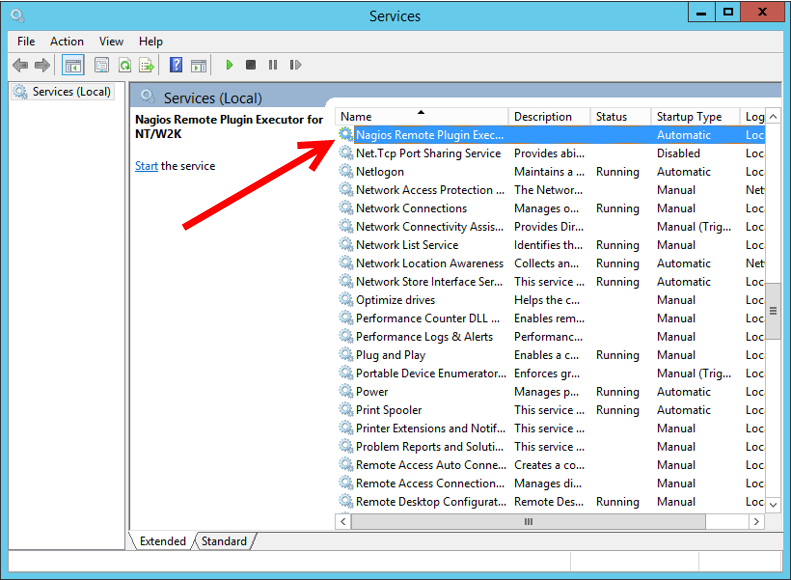 Services
File Action View Help
Services (Local)
Services (Local)
Nagios Remote Plugin Executor for
NT/W2K
Start the service
Name Description Status Startup Type Log
Nagios Remote Plugin Exec... Automatic Loc
Net.Tcp Port Sharing Service Provides abi... Disabled Loc
Netlogon Maintains a ... Running Automatic Loc
Network Access Protection ... The Networ... Manual Net
Network Connections Manages o... Running Manual Loc
Network Connectivity Assis... Provides Dir... Manual (Trig... Loc
Network List Service Identifies th... Running Manual Loc
Network Location Awareness Collects an... Running Automatic Net
Network Store Interface Ser... This service ... Running Automatic Loc
Optimize drives Helps the c... Manual Loc
Performance Counter DLL ... Enables rem... Manual Loc
Performance Logs & Alerts Performanc... Manual Loc
Plug and Play Enables a c... Running Manual Loc
Portable Device Enumerator... Enforces gr... Manual (Trig... Loc
Power Manages p... Running Automatic Loc
Print Spooler This service ... Running Automatic Loc
Printer Extensions and Notif... This service ... Manual Loc
Problem Reports and Soluti... This service ... Manual Loc
Remote Access Auto Conne... Creates a co... Manual Loc
Remote Access Connection... Manages di... Manual Loc
Remote Desktop Configurat... Remote Des... Running Manual Loc
Extended Standard